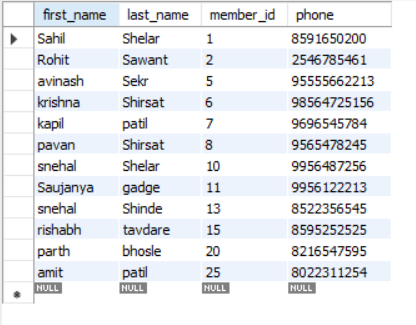 first_name last_name member_id phone
Sahil Shelar 1 8591650200
Rohit Sawant 2 2546785461
avinash Sekr 5 95555662213
krishna Shirsat 6 98564725156
kapil patil 7 9696545784
pavan Shirsat 8 9565478245
snehal Shelar 10 9956487256
Saujanya gadge 11 9956122213
snehal Shinde 13 8522356545
rishabh tavdare 15 8595252525
parth bhosle 20 8216547595
amit patil 25 8022311254
NULL NULL NULL NULL